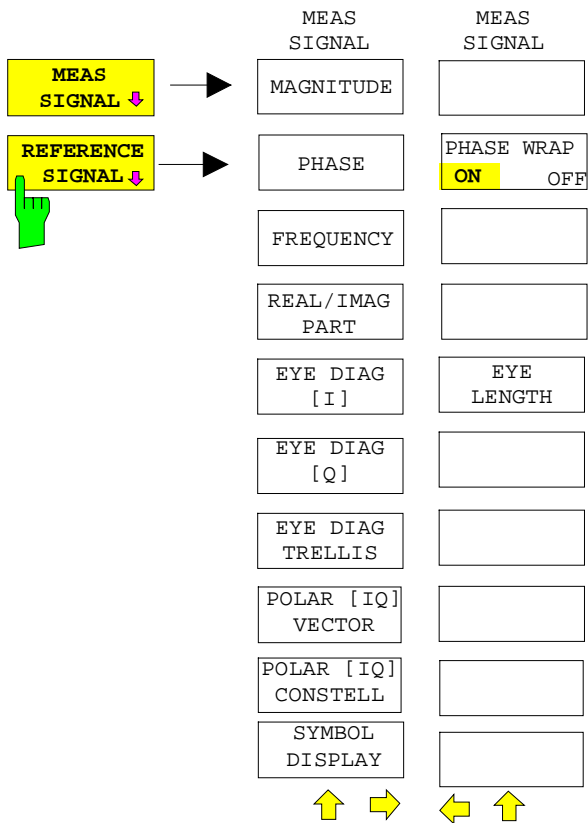 MEAS
SIGNAL
MEAS
SIGNAL
MEAS
SIGNAL
MAGNITUDE
REFERENCE
SIGNAL
PHASE
PHASE WRAP
ON OFF
FREQUENCY
REAL/IMAG
PART
EYE DIAG
[I]
EYE
LENGTH
EYE DIAG
[Q]
EYE DIAG
TRELLIS
POLAR [IQ]
VECTOR
POLAR [IQ]
CONSTELL
SYMBOL
DISPLAY